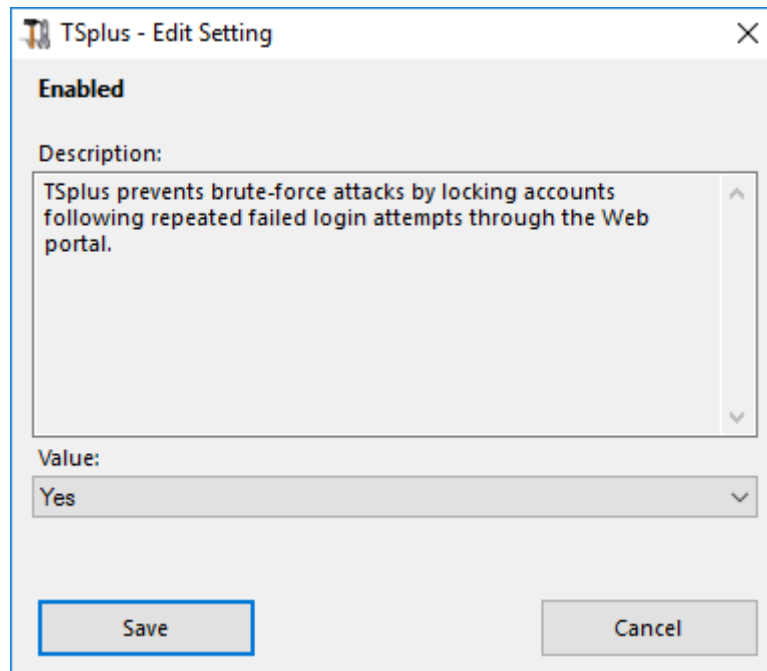 TSplus - Edit Setting
Enabled
Description:
TSplus prevents brute-force attacks by locking accounts
following repeated failed login attempts through the Web
portal.
Value:
Yes
Save
Cancel